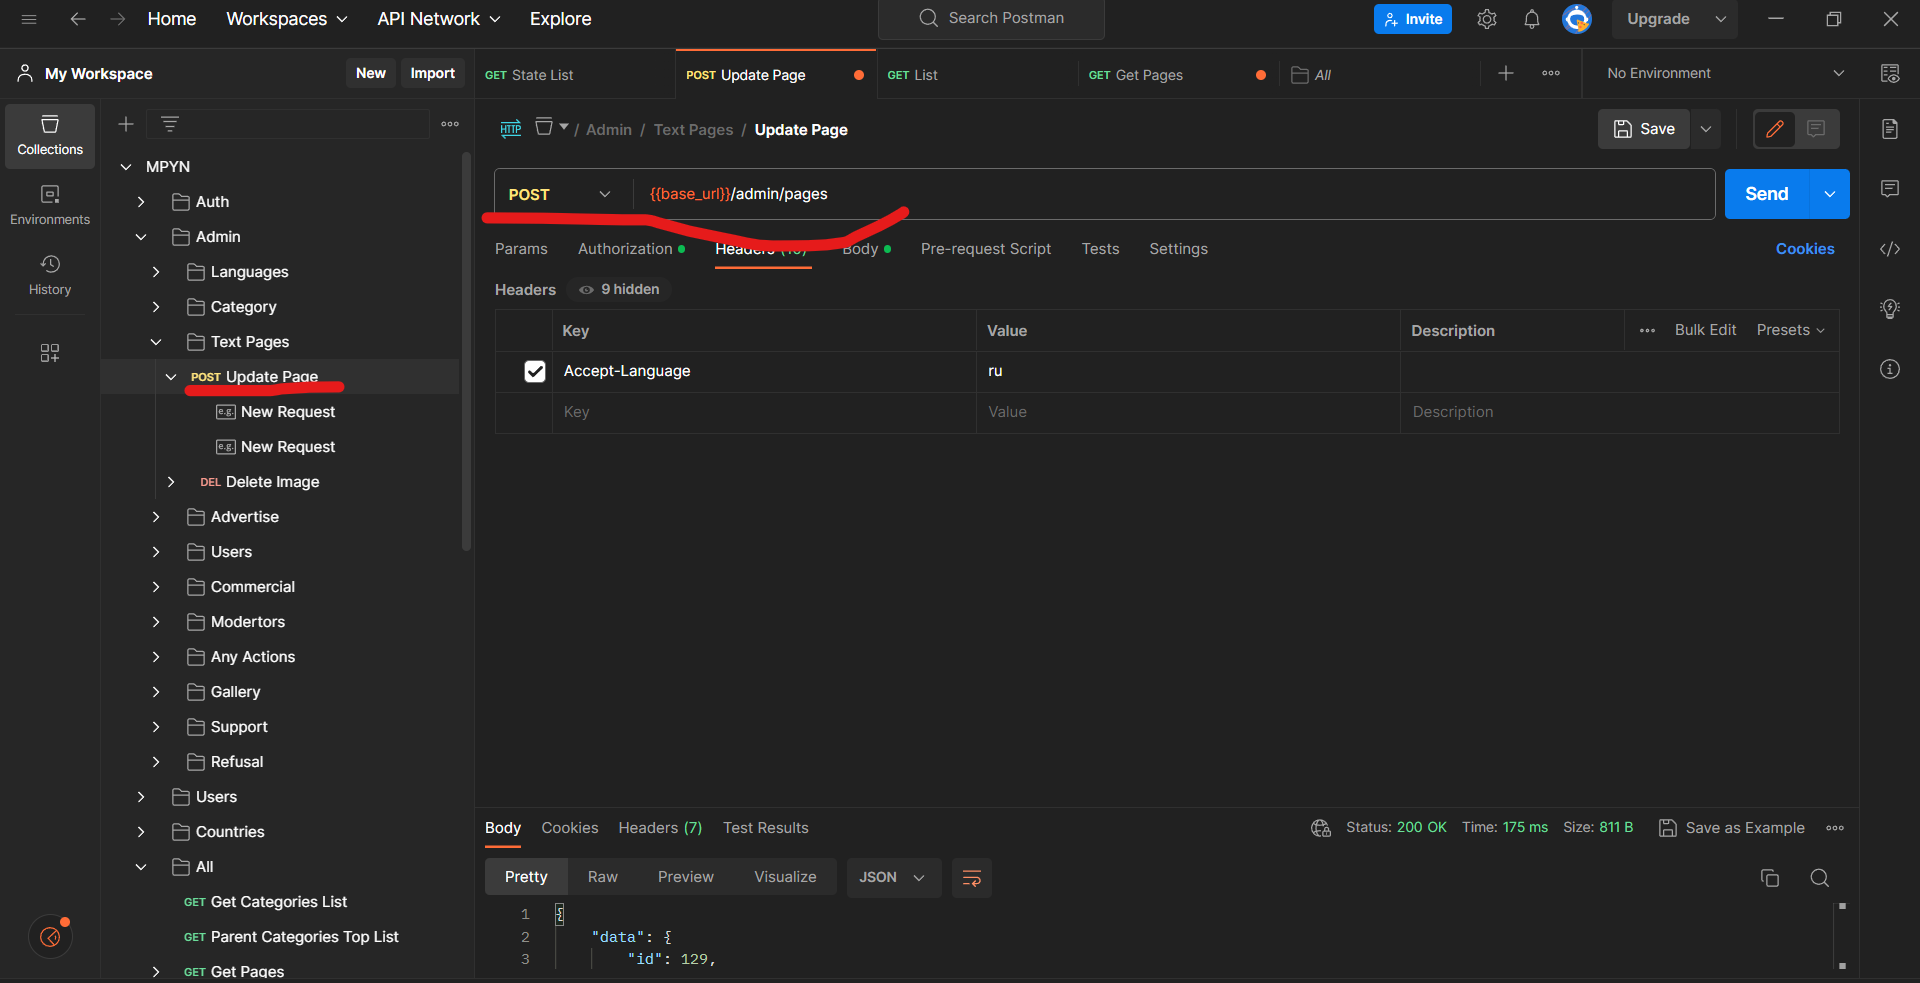 Home Workspaces API Network Explore Search Postman Invite Upgrade
My Workspace New Import GET State List POST Update Page GET List GET Get Pages All No Environment
Collections
Environments
History
MPYN
Auth
Admin
Languages
Category
Text Pages
POST Update Page
e.g. New Request
e.g. New Request
DEL Delete Image
Advertise
Users
Commercial
Modertors
Any Actions
Gallery
Support
Refusal
Users
Countries
All
GET Get Categories List
GET Parent Categories Top List
GET Get Pages
HTTP / Admin / Text Pages / Update Page Save
POST {{base_url}}/admin/pages Send
Params Authorization Headers Body Pre-request Script Tests Settings Cookies
Headers 9 hidden
Key Value Description Bulk Edit Presets
Accept-Language ru
Key Value Description
Body Cookies Headers (7) Test Results Status: 200 OK Time: 175 ms Size: 811 B Save as Example
Pretty Raw Preview Visualize JSON
1 {
2 "data": {
3 "id": 129,